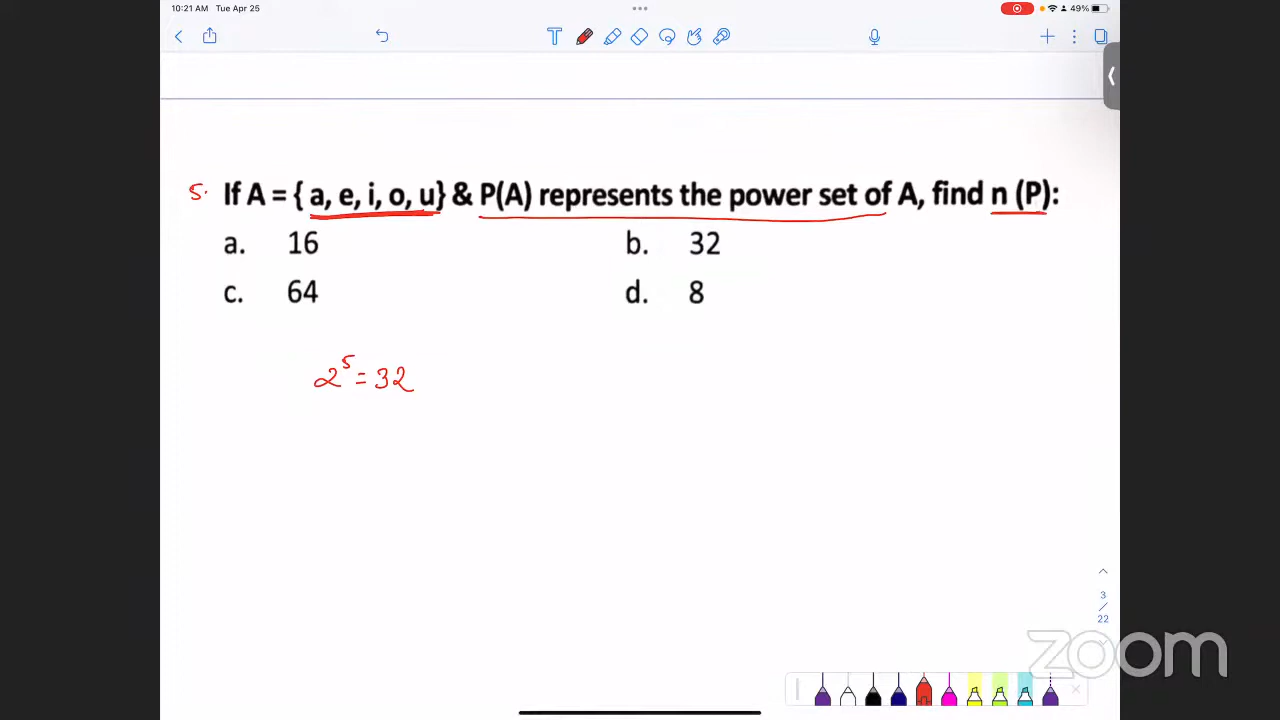 10:21 AM Tue Apr 25
49%
5. If A = { a, e, i, o, u} & P(A) represents the power set of A, find n (P):
a. 16 b. 32
c. 64 d. 8
2^5 = 32
3
/
22
zoom